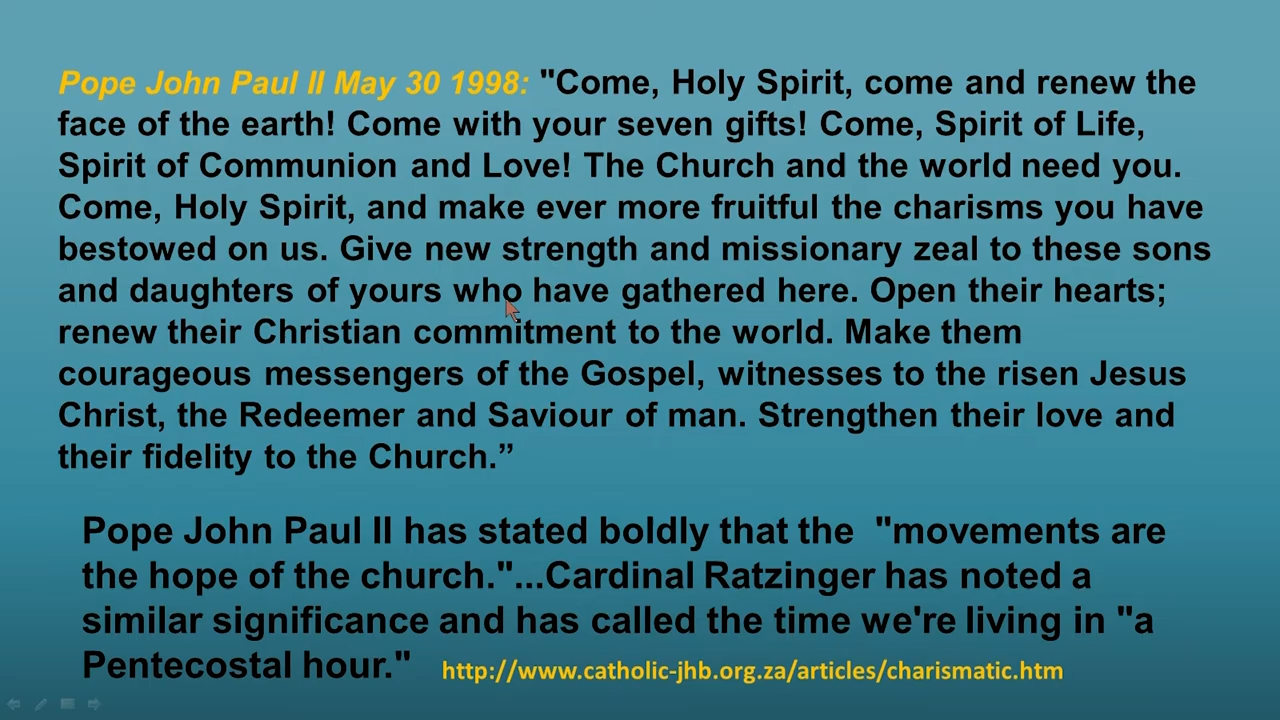 Pope John Paul II May 30 1998: "Come, Holy Spirit, come and renew the
face of the earth! Come with your seven gifts! Come, Spirit of Life,
Spirit of Communion and Love! The Church and the world need you.
Come, Holy Spirit, and make ever more fruitful the charisms you have
bestowed on us. Give new strength and missionary zeal to these sons
and daughters of yours who have gathered here. Open their hearts;
renew their Christian commitment to the world. Make them
courageous messengers of the Gospel, witnesses to the risen Jesus
Christ, the Redeemer and Saviour of man. Strengthen their love and
their fidelity to the Church.”
Pope John Paul II has stated boldly that the "movements are
the hope of the church."...Cardinal Ratzinger has noted a
similar significance and has called the time we're living in "a
Pentecostal hour." http://www.catholic-jhb.org.za/articles/charismatic.htm